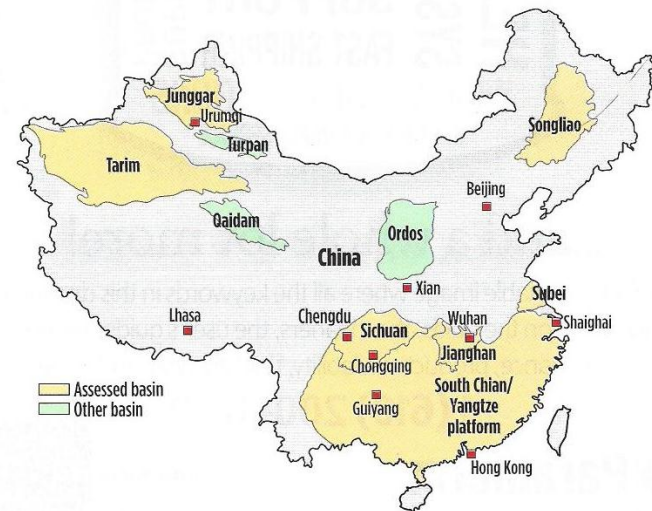 Junggar
Urumqi
Turpan
Songliao
Tarim
Beijing
Qaidam
Ordos
China
Xian
Subei
Lhasa
Chengdu
Wuhan
Shaighai
Sichuan
Jianghan
Chongqing
South Chian/
Yangtze
platform
Guiyang
Hong Kong
Assessed basin
Other basin